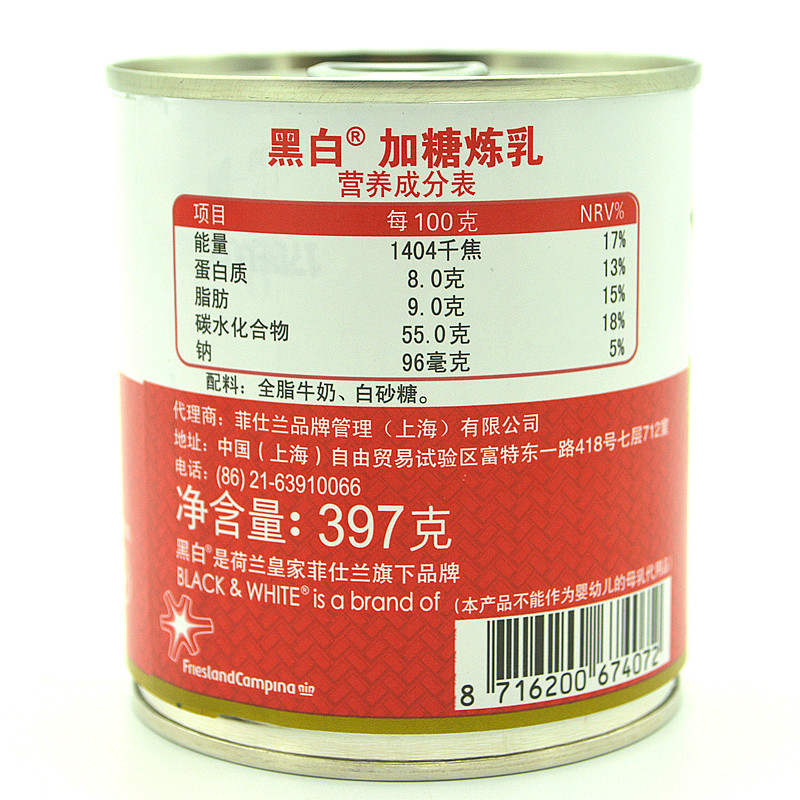 黑白® 加糖炼乳
营养成分表
项目 每100克 NRV%
能量 1404千焦 17%
蛋白质 8.0克 13%
脂肪 9.0克 15%
碳水化合物 55.0克 18%
钠 96毫克 5%
配料：全脂牛奶、白砂糖。
代理商：菲仕兰品牌管理（上海）有限公司
地址：中国（上海）自由贸易试验区富特东一路418号七层712室
电话：(86) 21-63910066
净含量：397克
黑白®是荷兰皇家菲仕兰旗下品牌
BLACK & WHITE® is a brand of
（本产品不能作为婴幼儿的母乳代用品）
FrieslandCampina
8 716200 674072